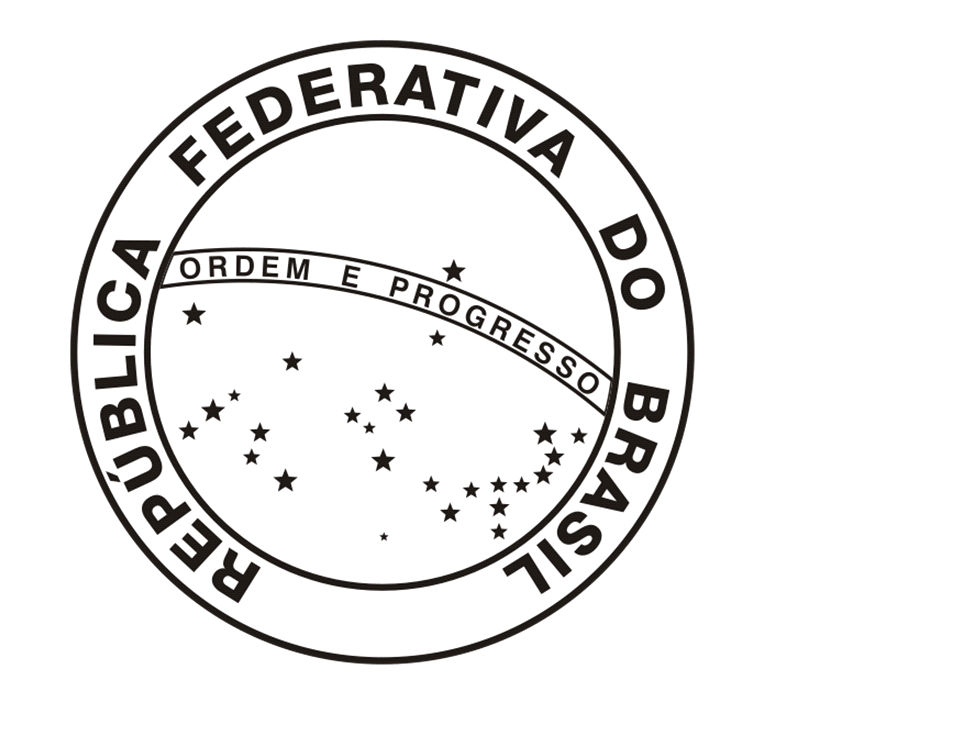 REPÚBLICA FEDERATIVA DO BRASIL
ORDEM E PROGRESSO